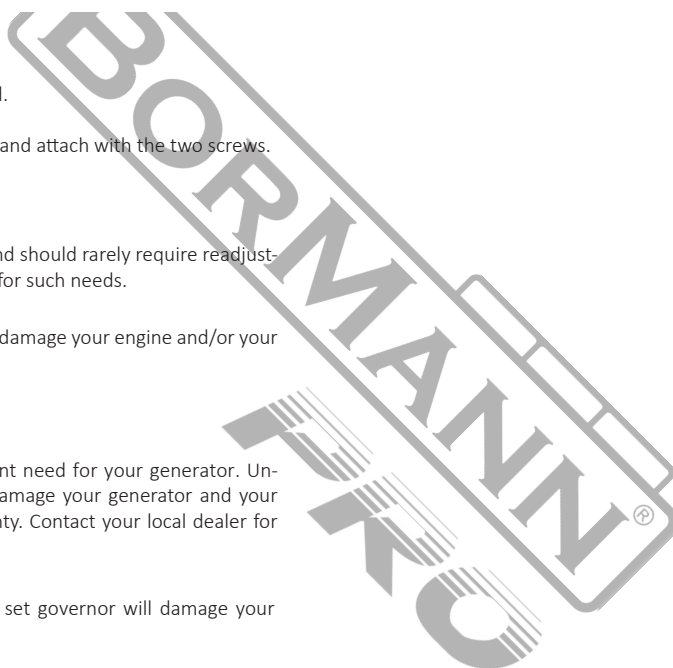 l.
and attach with the two screws.
nd should rarely require readjust-
for such needs.
damage your engine and/or your
nt need for your generator. Un-
amage your generator and your
nty. Contact your local dealer for
set governor will damage your
BORMANN®
PRO